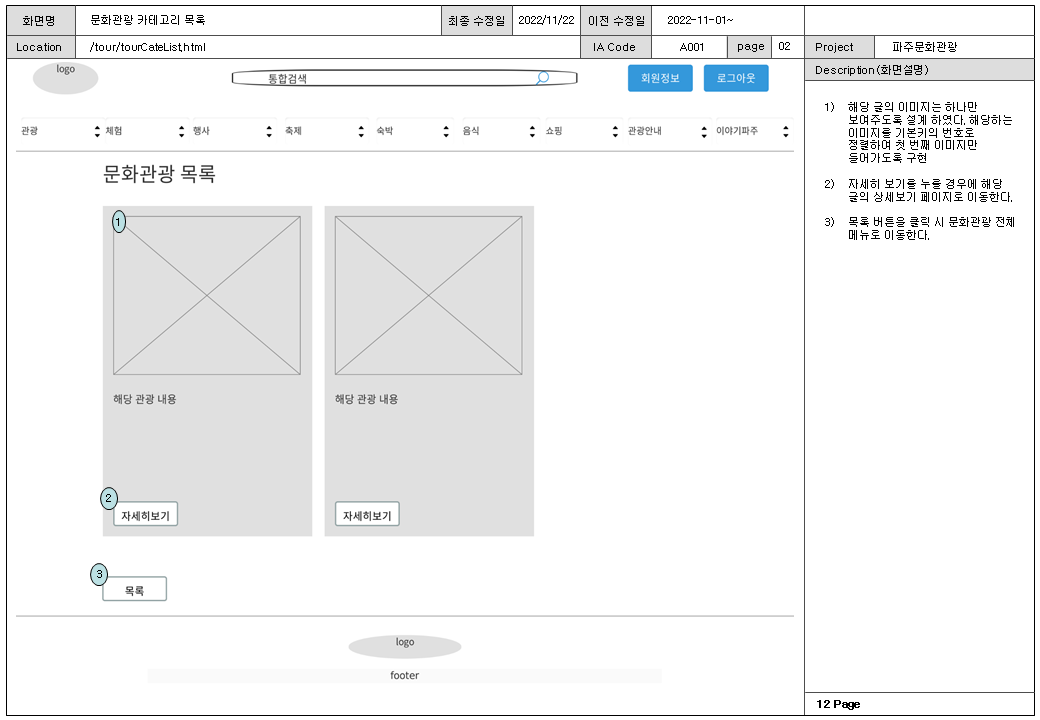 화면명 문화관광 카테고리 목록 최종 수정일 2022/11/22 이전 수정일 2022-11-01~
Location /tour/tourCateList.html IA Code A001 page 02 Project 파주문화관광
logo 통합검색 회원정보 로그아웃
관광 체험 행사 축제 숙박 음식 쇼핑 관광안내 이야기파주
문화관광 목록
1
해당 관광 내용 해당 관광 내용
2
자세히보기 자세히보기
3
목록
logo
footer
Description(화면설명)
1) 해당 글의 이미지는 하나만
보여주도록 설계 하였다. 해당하는
이미지를 기본키의 번호로
정렬하여 첫 번째 이미지만
들어가도록 구현
2) 자세히 보기를 누를 경우에 해당
글의 상세보기 페이지로 이동한다.
3) 목록 버튼을 클릭 시 문화관광 전체
메뉴로 이동한다.
12 Page